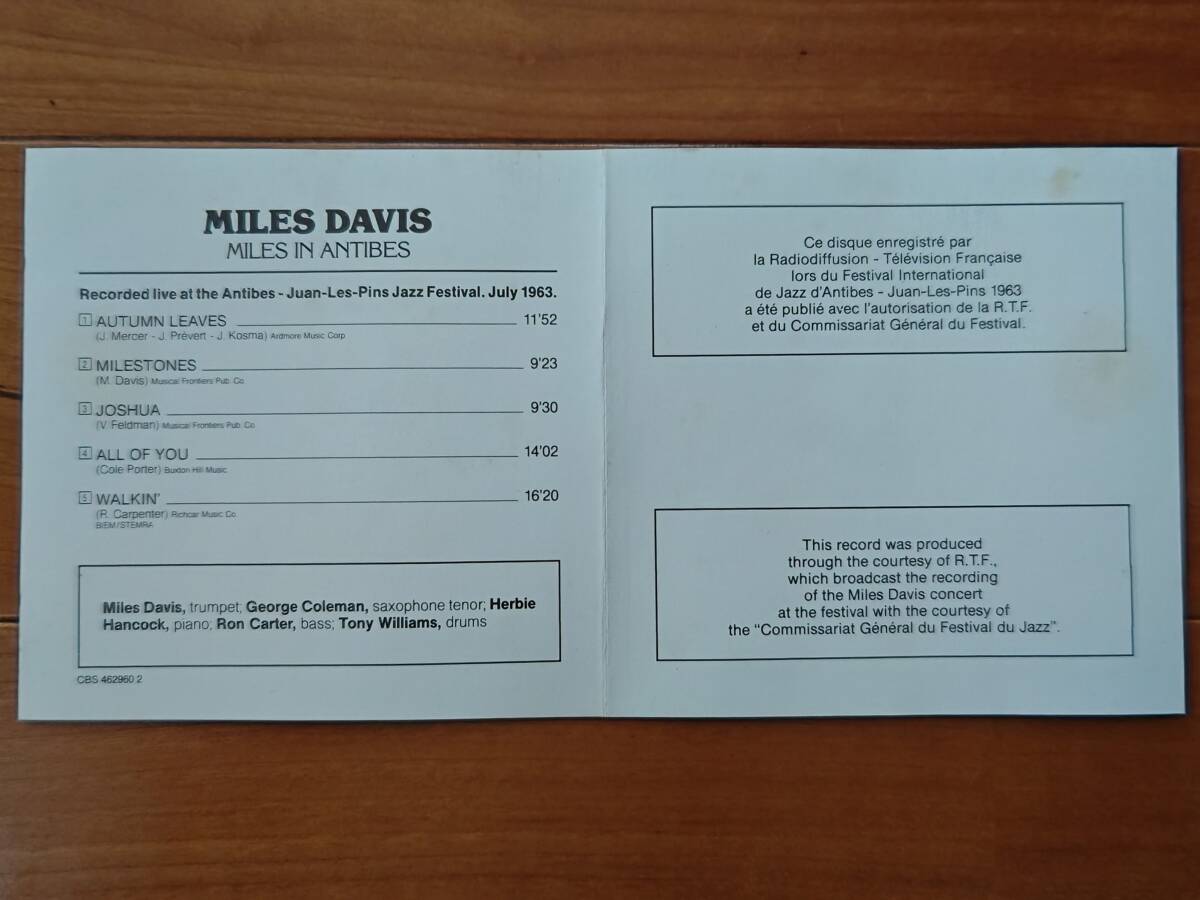 MILES DAVIS
MILES IN ANTIBES
Recorded live at the Antibes - Juan-Les-Pins Jazz Festival. July 1963.
1 AUTUMN LEAVES 11'52
(J. Mercer - J. Prévert - J. Kosma) Ardmore Music Corp
2 MILESTONES 9'23
(M. Davis) Musical Frontiers Pub. Co
3 JOSHUA 9'30
(V. Feldman) Musical Frontiers Pub. Co
4 ALL OF YOU 14'02
(Cole Porter) Buxton Hill Music
5 WALKIN' 16'20
(R. Carpenter) Richcar Music Co.
BIEM/STEMRA
Miles Davis, trumpet; George Coleman, saxophone tenor; Herbie
Hancock, piano; Ron Carter, bass; Tony Williams, drums
CBS 462960 2
Ce disque enregistré par
la Radiodiffusion - Télévision Française
lors du Festival International
de Jazz d'Antibes - Juan-Les-Pins 1963
a été publié avec l'autorisation de la R.T.F.
et du Commissariat Général du Festival.
This record was produced
through the courtesy of R.T.F.,
which broadcast the recording
of the Miles Davis concert
at the festival with the courtesy of
the "Commissariat Général du Festival du Jazz".